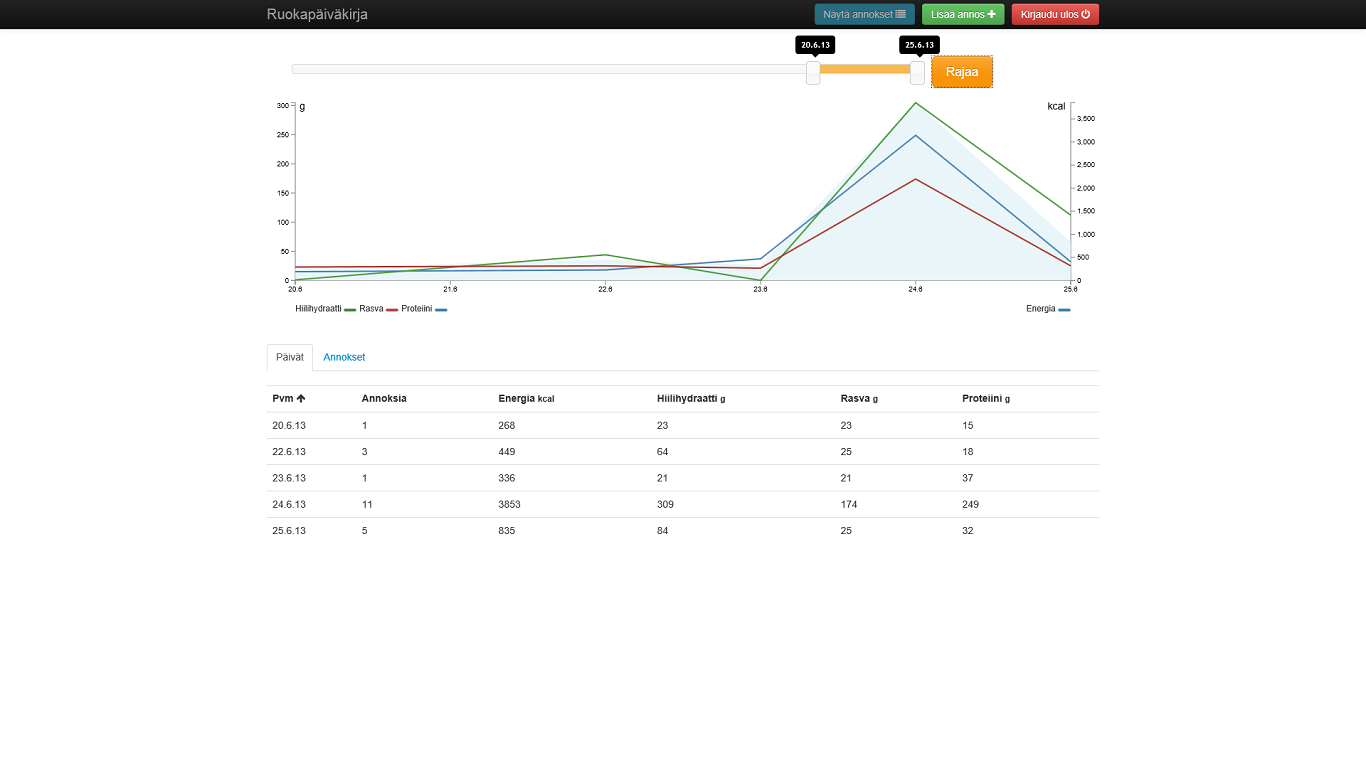 Ruokapäiväkirja Näytä annokset Lisää annos Kirjaudu ulos
20.6.13 25.6.13
Rajaa
g kcal
300
250
200
150
100
50
0
3,500
3,000
2,500
2,000
1,500
1,000
500
0
20.6 21.6 22.6 23.6 24.6 25.6
Hiilihydraatti Rasva Proteiini Energia
Päivät Annokset
Pvm Annoksia Energia kcal Hiilihydraatti g Rasva g Proteiini g
20.6.13 1 268 23 23 15
22.6.13 3 449 64 25 18
23.6.13 1 336 21 21 37
24.6.13 11 3853 309 174 249
25.6.13 5 835 84 25 32